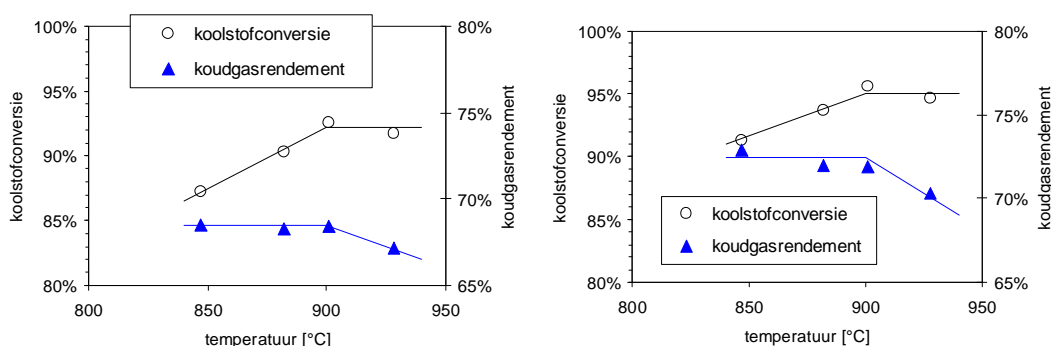 100%
95%
90%
85%
80%
koolstofconversie
koolstofconversie
koudgasrendement
80%
75%
70%
65%
koudgasrendement
800 850 900 950
temperatuur [°C]
100%
95%
90%
85%
80%
koolstofconversie
koolstofconversie
koudgasrendement
80%
75%
70%
65%
koudgasrendement
800 850 900 950
temperatuur [°C]